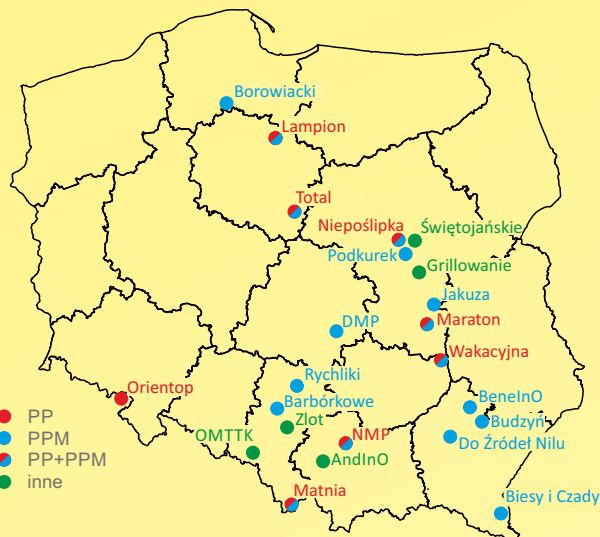 Borowiacki
Lampion
Total
Niepoślipka
Świętojańskie
Podkurek
Grillowanie
Jakuza
DMP
Maraton
Wakacyjna
Rychliki
Orientop
BeneInO
Barbórkowe
Zlot
Budzyń
PP
OMTTK
NMP
Do Źródeł Nilu
PPM
AndInO
PP+PPM
inne
Matnia
Biesy i Czady